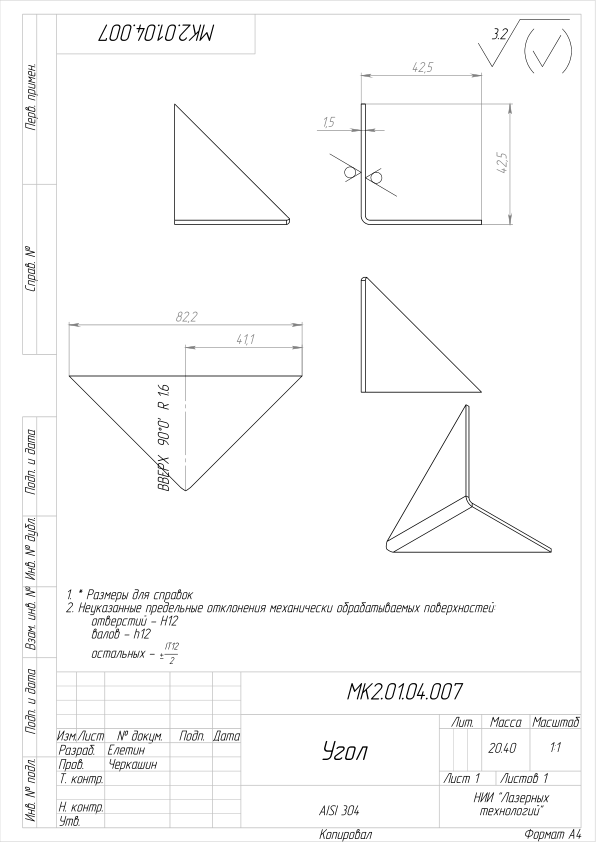 МК2.01.04.007
3.2
Перв. примен.
Справ. №
Подп. и дата
Инв. № дубл.
Взам. инв. №
Подп. и дата
Инв. № подл.
42,5
1,5
42,5
82,2
41,1
ВВЕРХ 90°0' R 1.6
1. * Размеры для справок
2. Неуказанные предельные отклонения механически обрабатываемых поверхностей:
отверстий – H12
валов – h12
остальных – ± IT12/2
МК2.01.04.007
Изм. Лист № докум. Подп. Дата
Разраб. Елетин
Пров. Черкашин
Т. контр.
Н. контр.
Утв.
Угол
Лит. Масса Масштаб
20.40 1:1
Лист 1 Листов 1
AISI 304
НИИ "Лазерных
технологий"
Копировал Формат А4